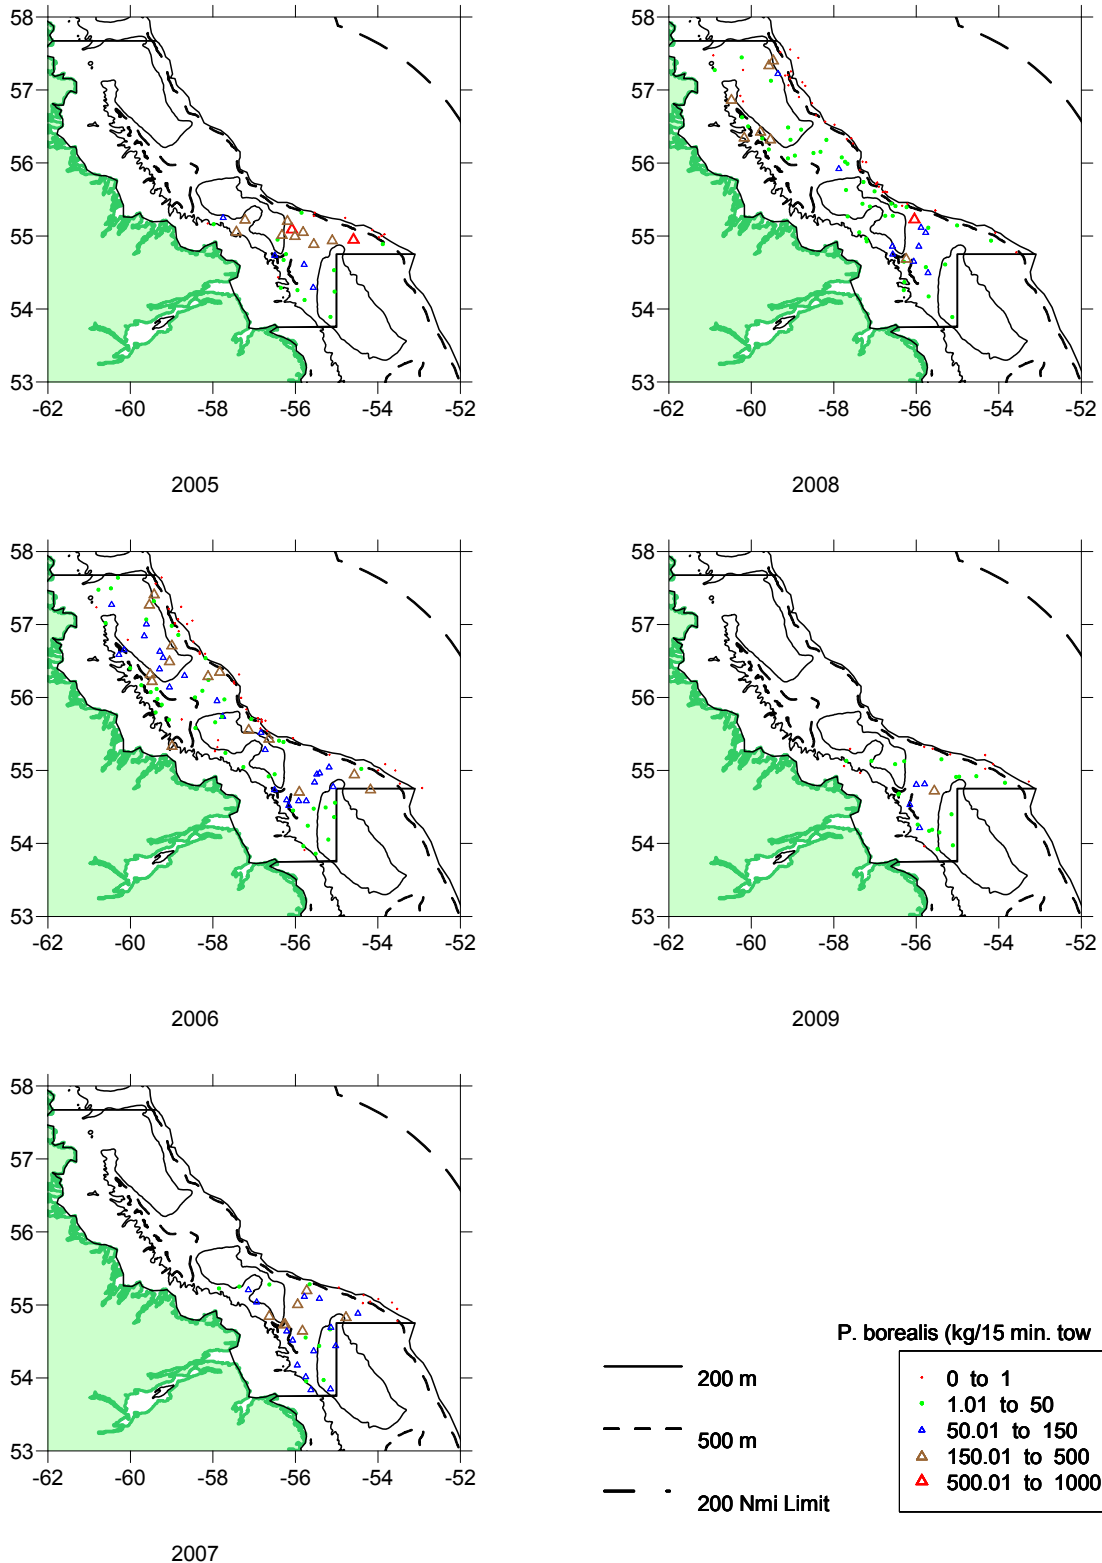 58
57
56
55
54
53
-62 -60 -58 -56 -54 -52
2005
58
57
56
55
54
53
-62 -60 -58 -56 -54 -52
2008
58
57
56
55
54
53
-62 -60 -58 -56 -54 -52
2006
58
57
56
55
54
53
-62 -60 -58 -56 -54 -52
2009
58
57
56
55
54
53
-62 -60 -58 -56 -54 -52
2007
P. borealis (kg/15 min. tow
200 m
500 m
200 Nmi Limit
0 to 1
1.01 to 50
50.01 to 150
150.01 to 500
500.01 to 1000